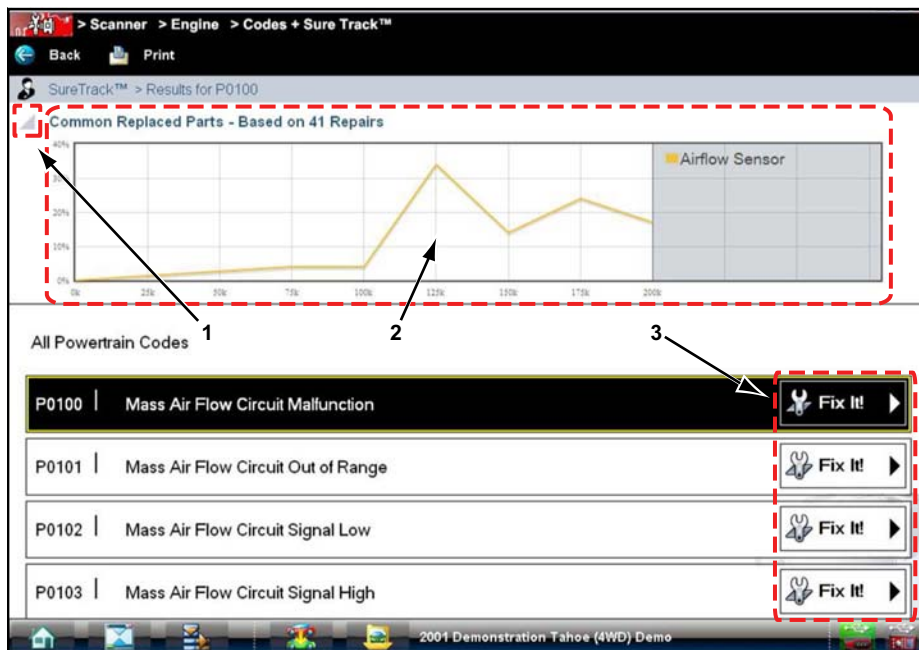 > Scanner > Engine > Codes + Sure Track™
Back Print
SureTrack™ > Results for P0100
Common Replaced Parts - Based on 41 Repairs
40%
Airflow Sensor
20%
10%
0%
0k 25k 50k 75k 100k 125k 150k 175k 200k
1 2 3
All Powertrain Codes
P0100 | Mass Air Flow Circuit Malfunction Fix It!
P0101 | Mass Air Flow Circuit Out of Range Fix It!
P0102 | Mass Air Flow Circuit Signal Low Fix It!
P0103 | Mass Air Flow Circuit Signal High Fix It!
2001 Demonstration Tahoe (4WD) Demo